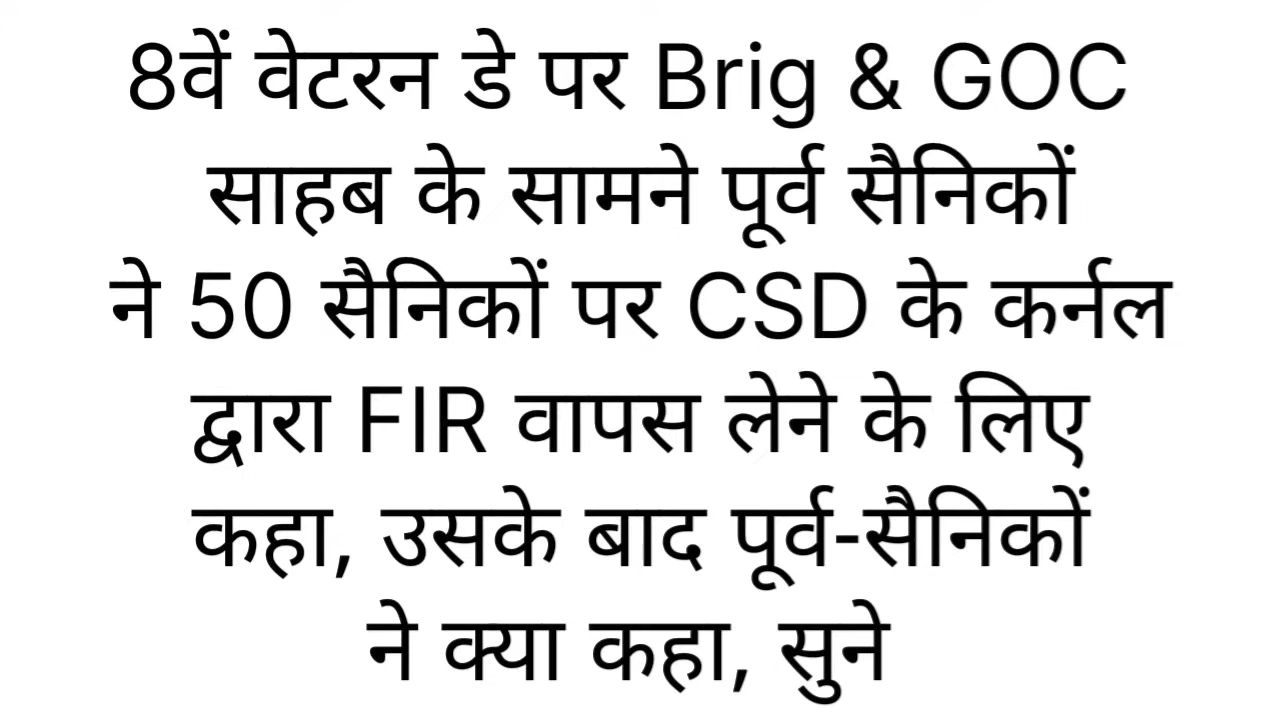 8वें वेटरन डे पर Brig & GOC
साहब के सामने पूर्व सैनिकों
ने 50 सैनिकों पर CSD के कर्नल
द्वारा FIR वापस लेने के लिए
कहा, उसके बाद पूर्व-सैनिकों
ने क्या कहा, सुने